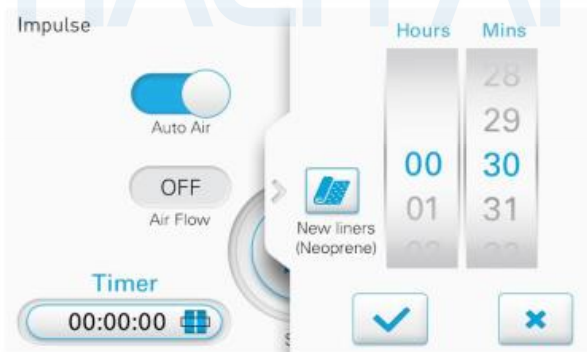 Impulse
Auto Air
OFF
Air Flow
Timer
00:00:00
Hours Mins
28
29
00 30
01 31
New liners
(Neoprene)